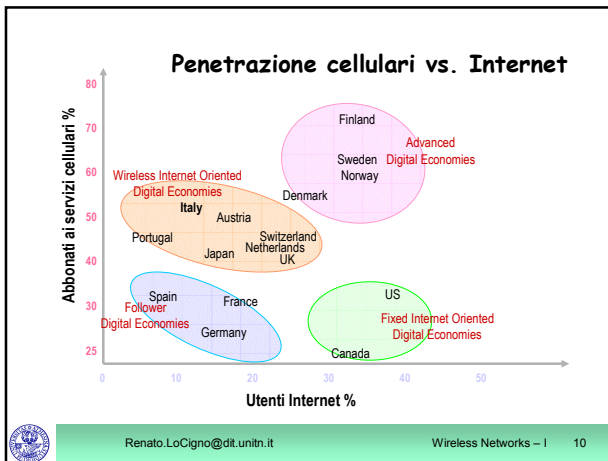 Penetrazione cellulari vs. Internet
Abbonati ai servizi cellulari %
80
70
60
50
40
30
25
Finland
Advanced
Digital Economies
Sweden
Norway
Denmark
Wireless Internet Oriented
Digital Economies
Italy
Austria
Portugal
Switzerland
Netherlands
Japan
UK
Spain
France
Follower
Digital Economies
Germany
US
Fixed Internet Oriented
Digital Economies
Canada
10
20
30
40
50
Utenti Internet %
Renato.LoCigno@dit.unitn.it
Wireless Networks – I
10